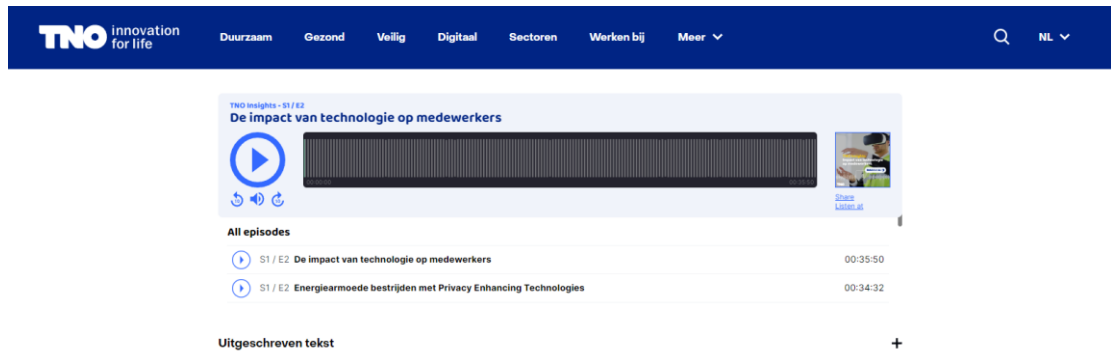 TNO innovation for life
Duurzaam Gezond Veilig Digitaal Sectoren Werken bij Meer NL
TNO Insights - S1 / E2
De impact van technologie op medewerkers
00:00:00 00:35:50
Share
Listen at
All episodes
S1 / E2 De impact van technologie op medewerkers 00:35:50
S1 / E2 Energiearmoede bestrijden met Privacy Enhancing Technologies 00:34:32
Uitgeschreven tekst +